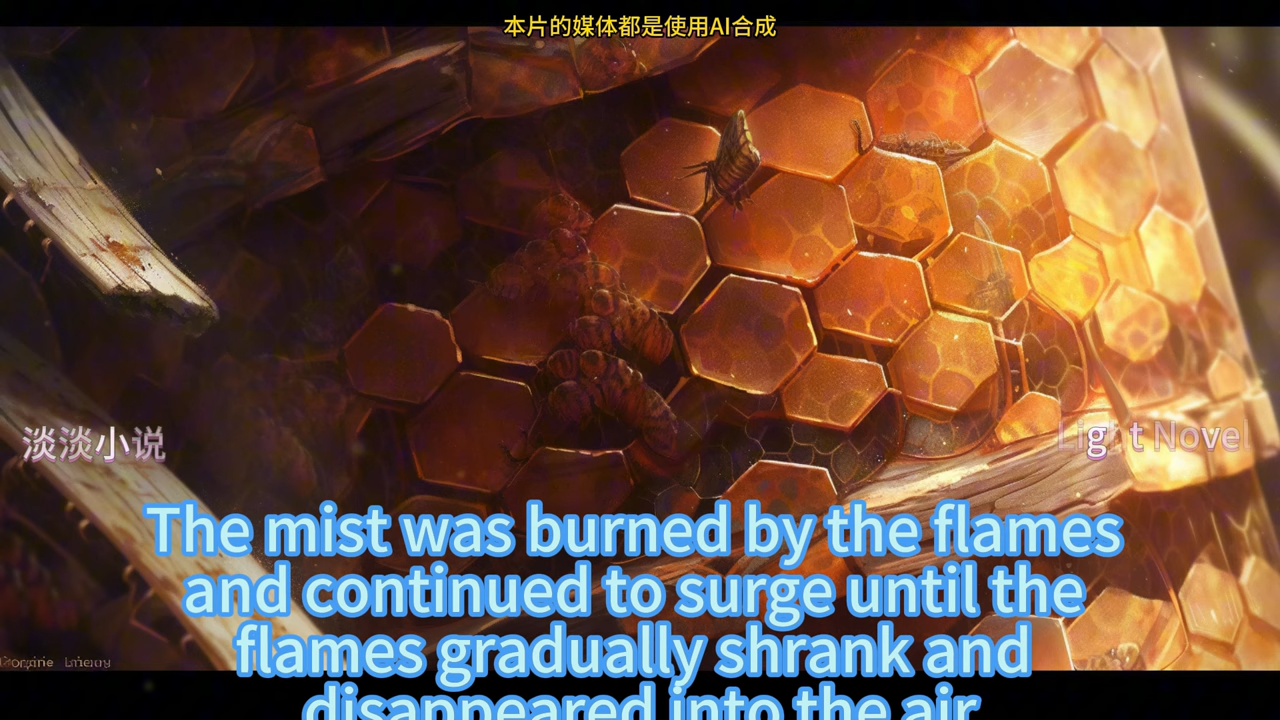 本片的媒体都是使用AI合成
淡淡小说
Light Novel
The mist was burned by the flames
and continued to surge until the
flames gradually shrank and
disappeared into the air